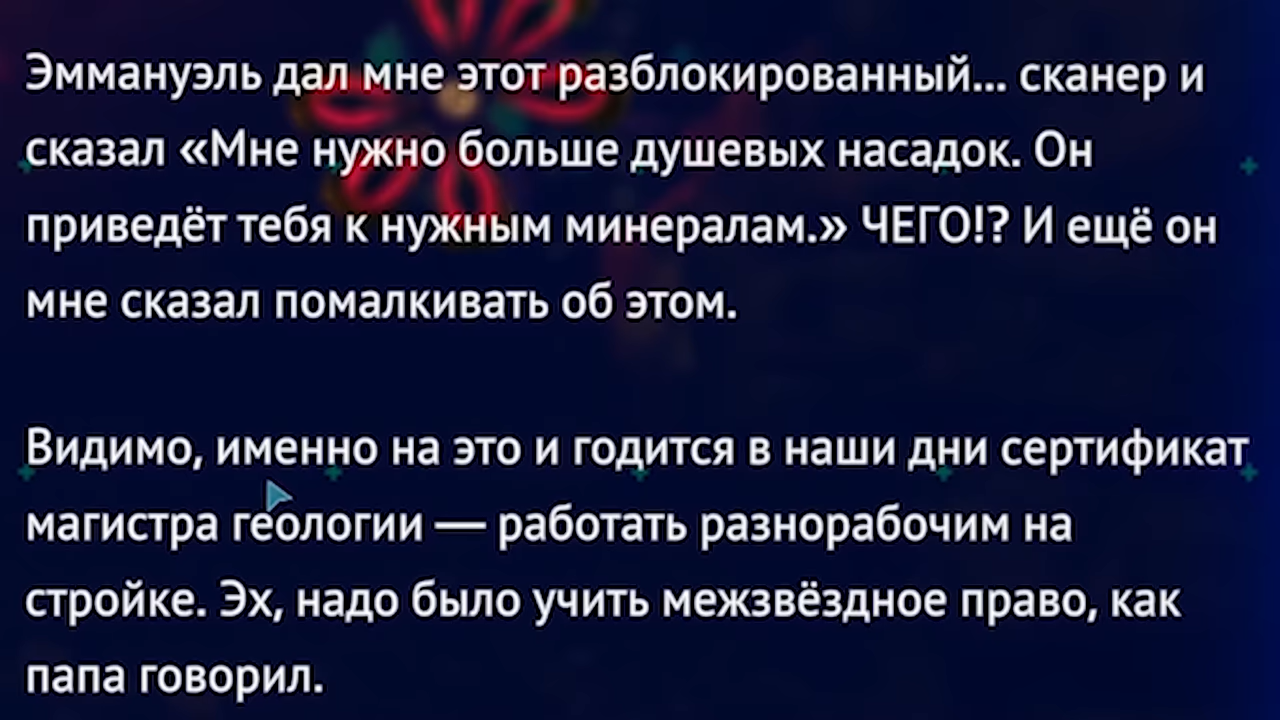 Эммануэль дал мне этот разблокированный... сканер и
сказал «Мне нужно больше душевых насадок. Он
приведёт тебя к нужным минералам.» ЧЕГО!? И ещё он
мне сказал помалкивать об этом.
Видимо, именно на это и годится в наши дни сертификат
магистра геологии — работать разнорабочим на
стройке. Эх, надо было учить межзвёздное право, как
папа говорил.